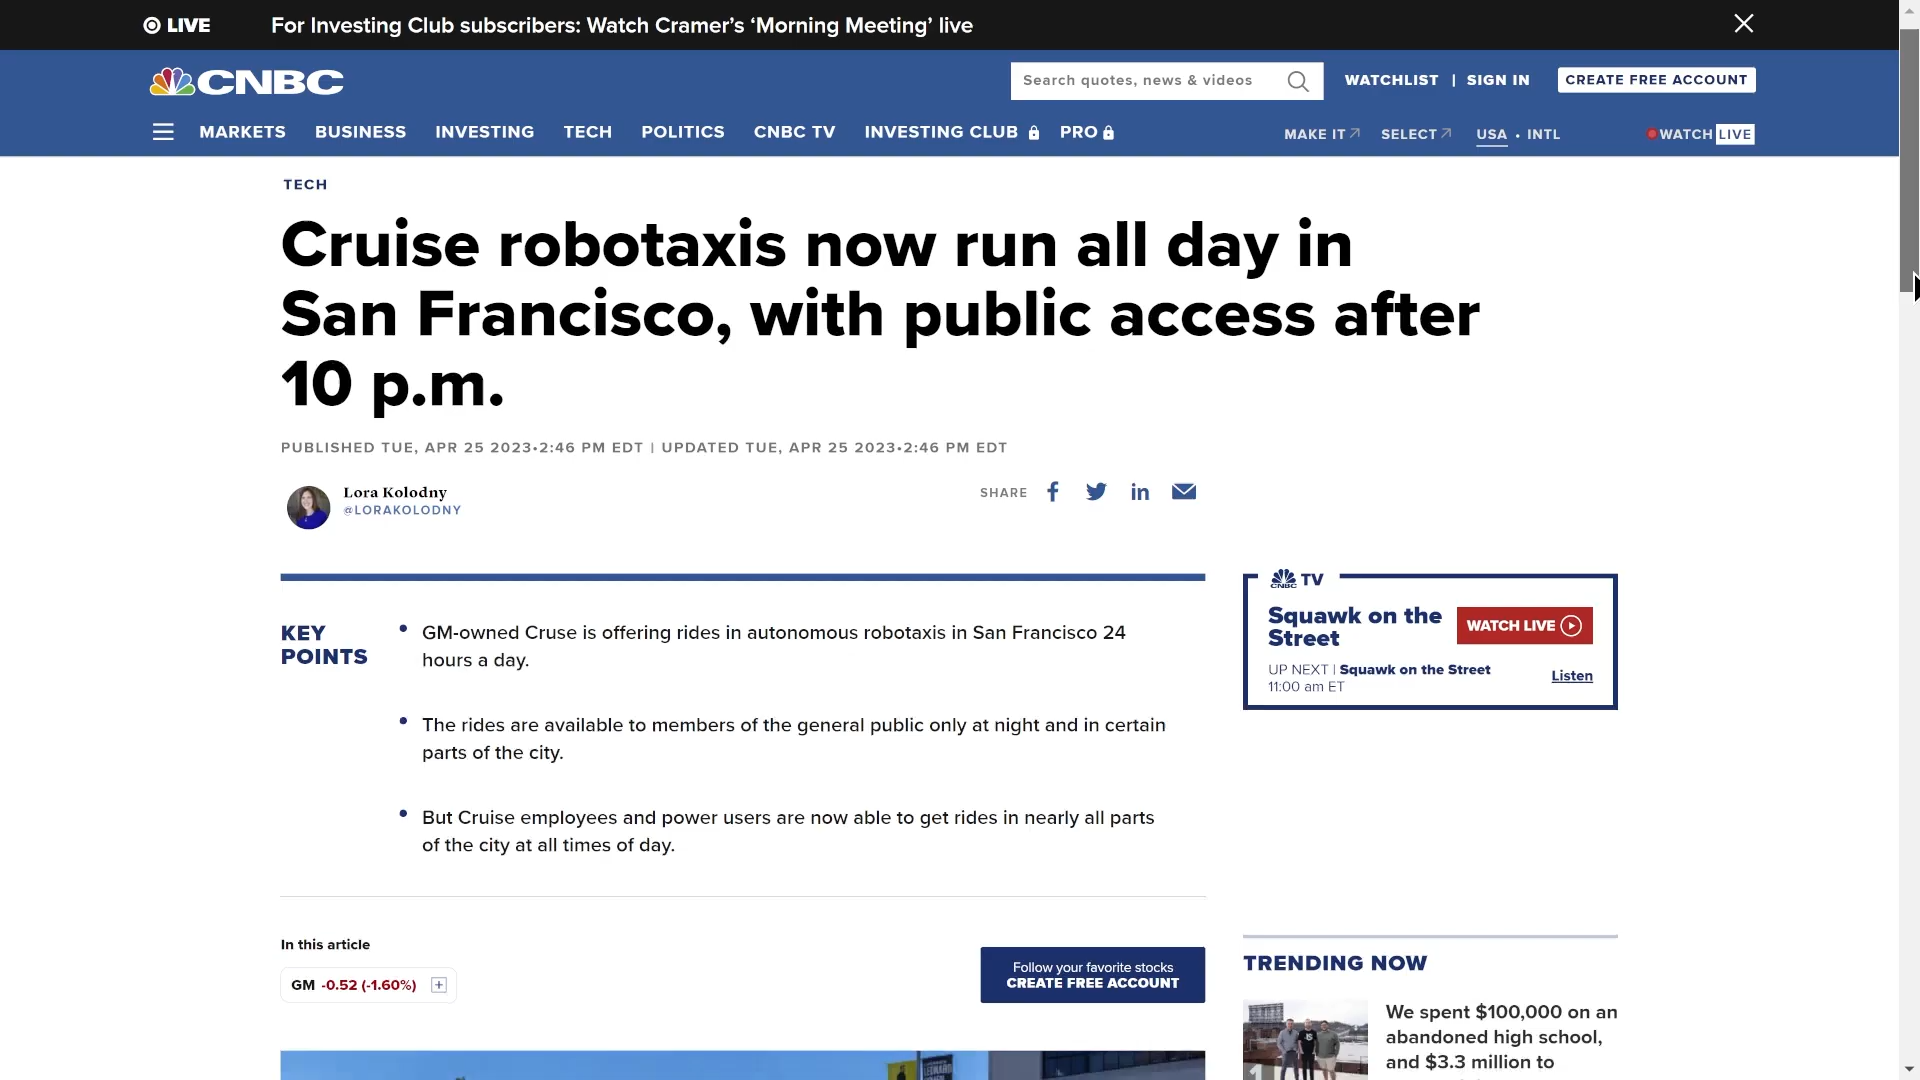 LIVE
For Investing Club subscribers: Watch Cramer’s ‘Morning Meeting’ live
CNBC
Search quotes, news & videos
WATCHLIST | SIGN IN
CREATE FREE ACCOUNT
MARKETS BUSINESS INVESTING TECH POLITICS CNBC TV INVESTING CLUB PRO
MAKE IT SELECT USA • INTL WATCH LIVE
TECH
Cruise robotaxis now run all day in
San Francisco, with public access after
10 p.m.
PUBLISHED TUE, APR 25 2023•2:46 PM EDT | UPDATED TUE, APR 25 2023•2:46 PM EDT
Lora Kolodny
@LORAKOLODNY
SHARE
KEY
POINTS
• GM-owned Cruse is offering rides in autonomous robotaxis in San Francisco 24
hours a day.
• The rides are available to members of the general public only at night and in certain
parts of the city.
• But Cruise employees and power users are now able to get rides in nearly all parts
of the city at all times of day.
CNBC TV
Squawk on the
Street
WATCH LIVE
UP NEXT | Squawk on the Street
11:00 am ET
Listen
In this article
GM -0.52 (-1.60%) +
Follow your favorite stocks
CREATE FREE ACCOUNT
TRENDING NOW
1
We spent $100,000 on an
abandoned high school,
and $3.3 million to